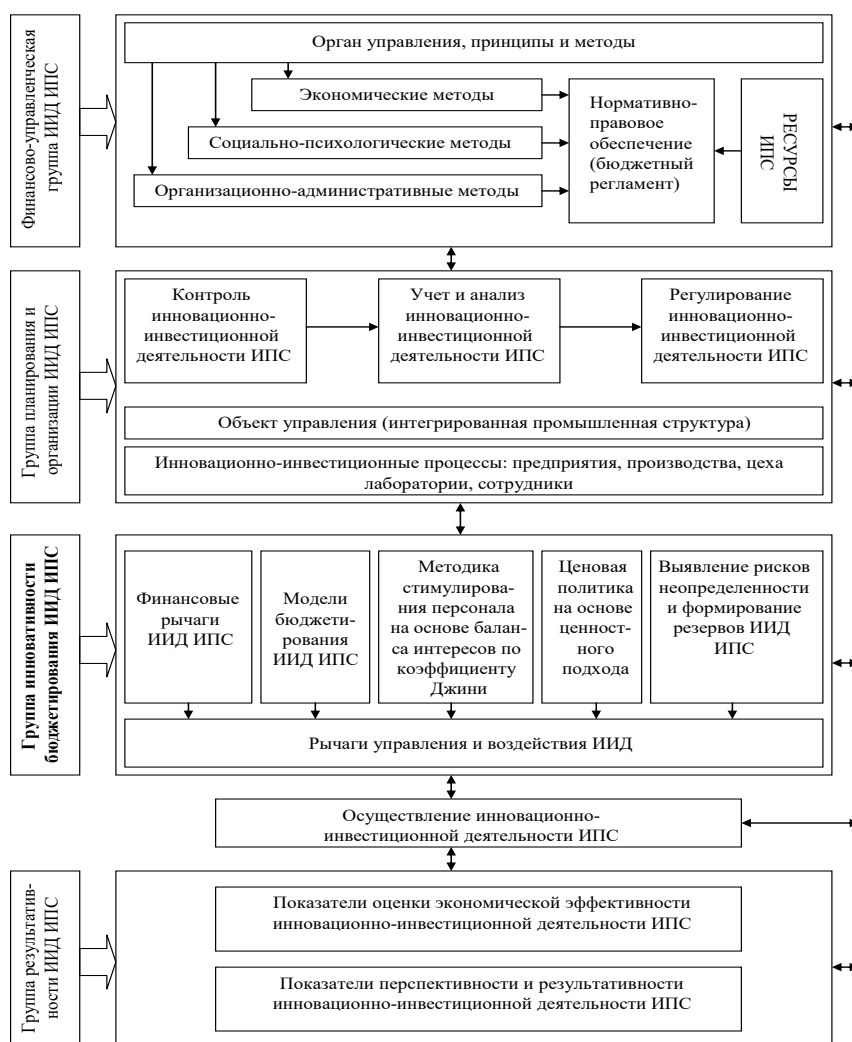 Финансово-управленческая
группа ИИД ИПС
Орган управления, принципы и методы
Экономические методы
Социально-психологические методы
Организационно-административные методы
Нормативно-
правовое
обеспечение
(бюджетный
регламент)
РЕСУРСЫ
ИПС
Группа планирования и
организации ИИД ИПС
Контроль
инновационно-
инвестиционной
деятельности ИПС
Учет и анализ
инновационно-
инвестиционной
деятельности ИПС
Регулирование
инновационно-
инвестиционной
деятельности ИПС
Объект управления (интегрированная промышленная структура)
Инновационно-инвестиционные процессы: предприятия, производства, цеха
лаборатории, сотрудники
Группа инновативности
бюджетирования ИИД ИПС
Финансовые
рычаги
ИИД ИПС
Модели
бюджети-
рования
ИИД ИПС
Методика
стимулирова-
ния персонала
на основе балан-
са интересов по
коэффициенту
Джини
Ценовая
политика
на основе
ценност-
ного
подхода
Выявление рисков
неопределенности
и формирование
резервов ИИД
ИПС
Рычаги управления и воздействия ИИД
Осуществление инновационно-
инвестиционной деятельности ИПС
Группа результатив-
ности ИИД ИПС
Показатели оценки экономической эффективности
инновационно-инвестиционной деятельности ИПС
Показатели перспективности и результативности
инновационно-инвестиционной деятельности ИПС